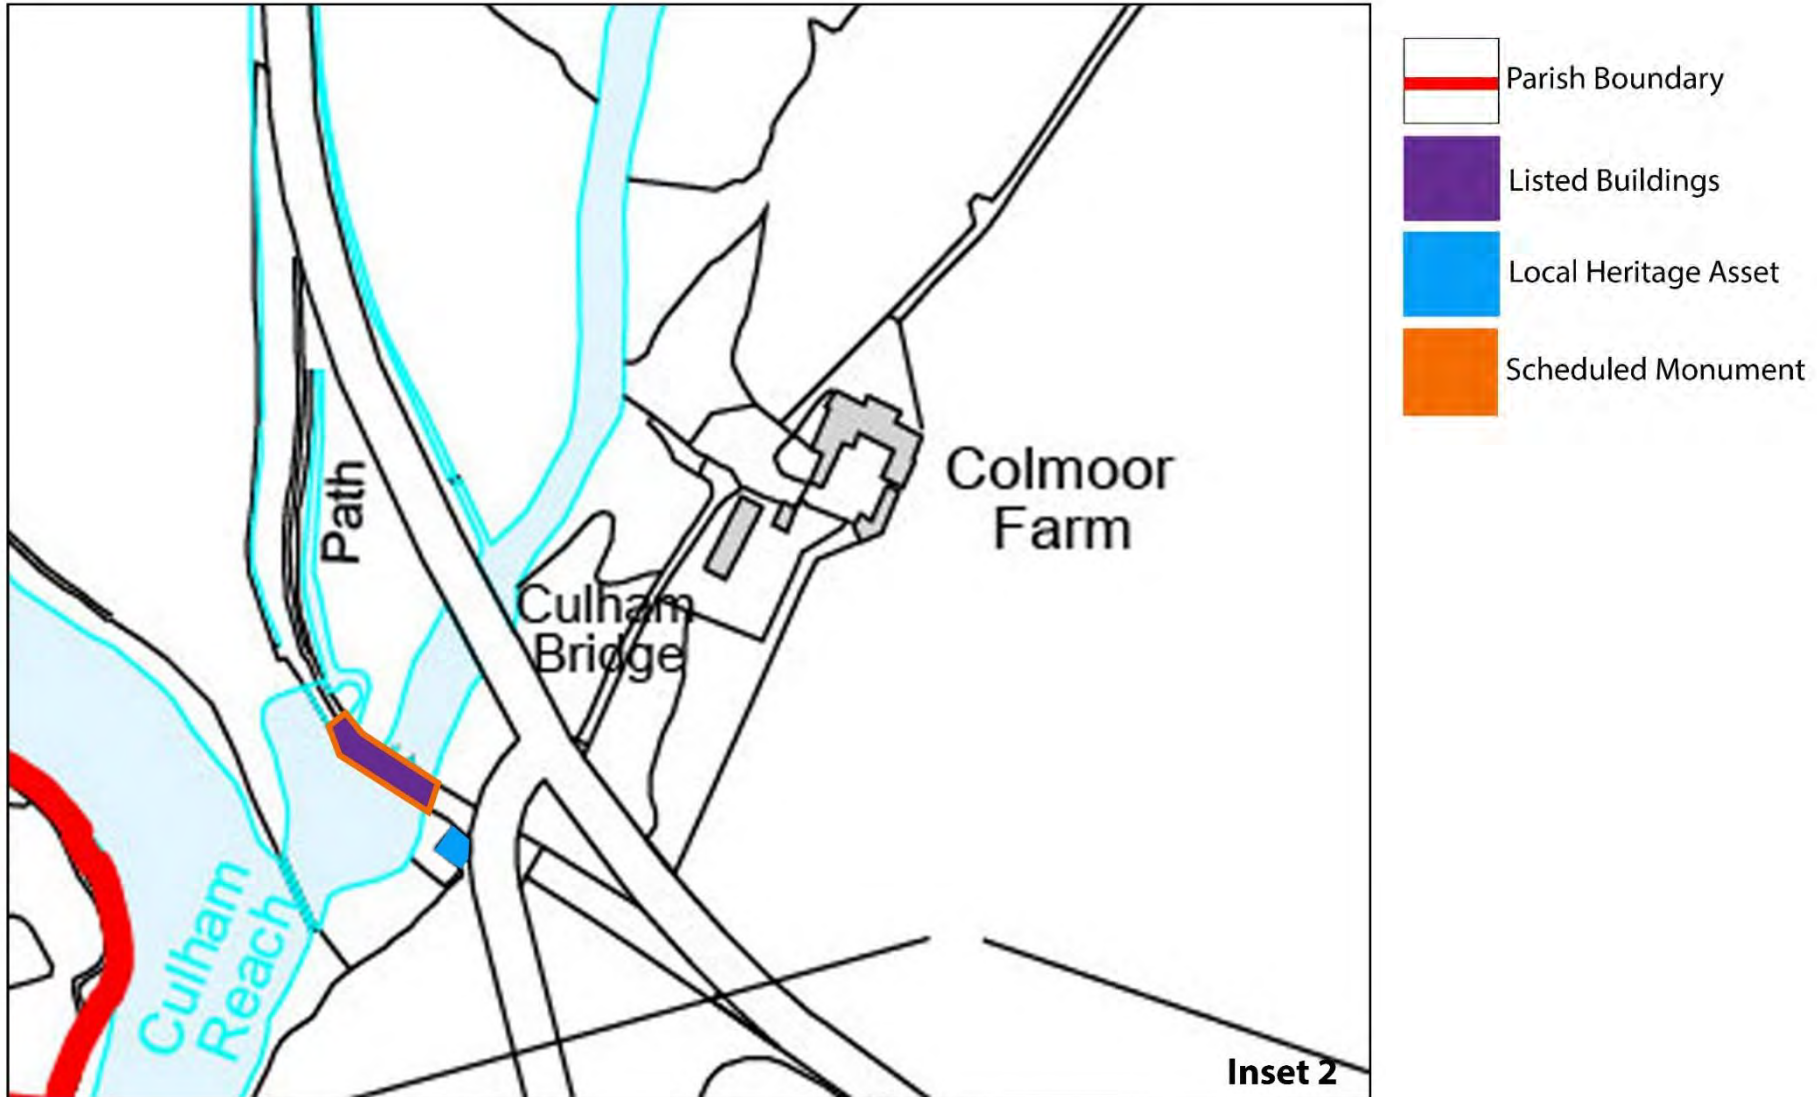 Parish Boundary
Listed Buildings
Local Heritage Asset
Scheduled Monument
Path
Colmoor
Farm
Culham
Bridge
Culham
Reach
Inset 2